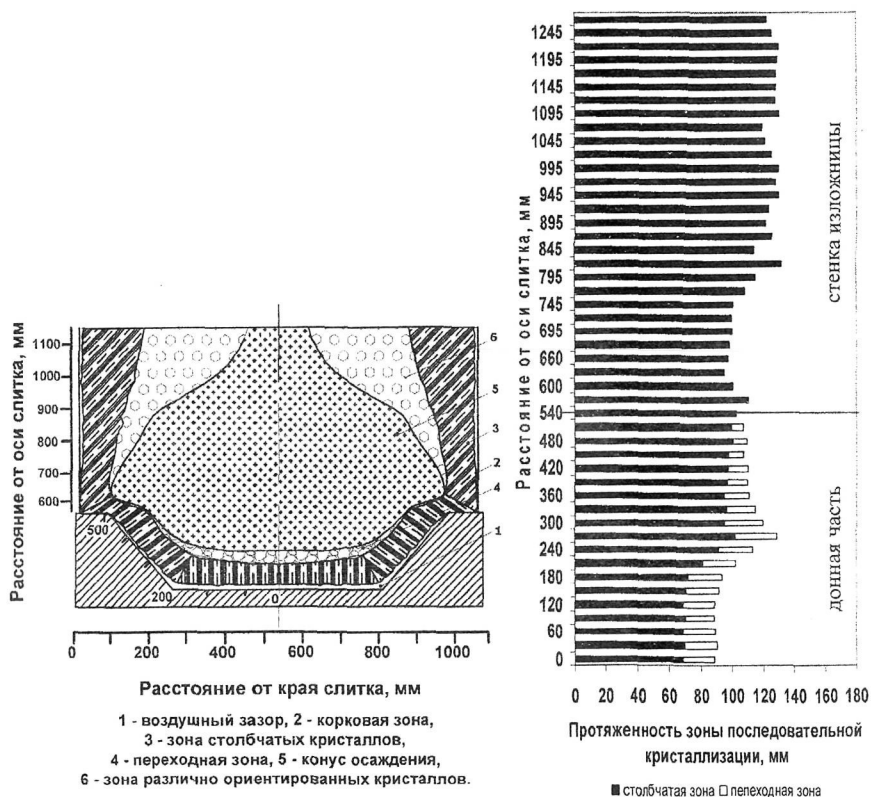 Расстояние от оси слитка, мм
1100
1000
900
800
700
600
500
200
0
6
5
3
2
4
1
0 200 400 600 800 1000
Расстояние от края слитка, мм
1 - воздушный зазор, 2 - корковая зона,
3 - зона столбчатых кристаллов,
4 - переходная зона, 5 - конус осаждения,
6 - зона различно ориентированных кристаллов.
Расстояние от оси слитка, мм
1245
1195
1145
1095
1045
995
945
895
845
795
745
695
660
600
540
480
420
360
300
240
180
120
60
0
стенка изложницы
донная часть
0 20 40 60 80 100 120 140 160 180
Протяженность зоны последовательной
кристаллизации, мм
столбчатая зона пепеходная зона